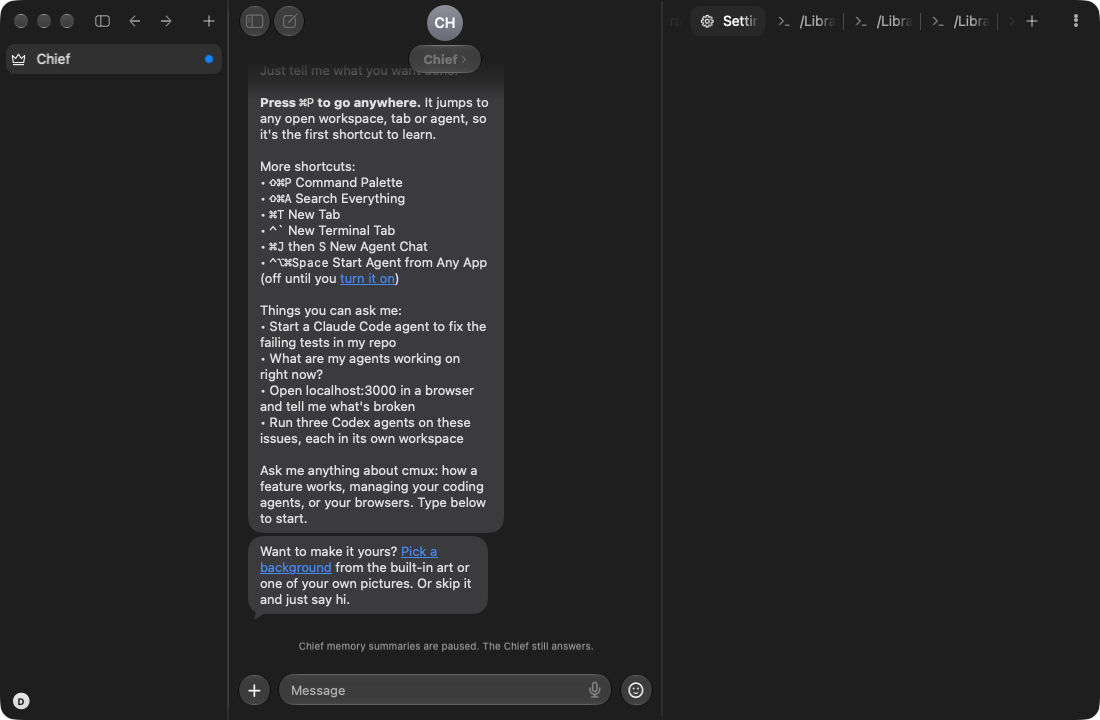 CH
Settin
/Libra
/Libra
/Libra
Chief
Chief
Just tell me what you want done.
Press ⌘P to go anywhere. It jumps to
any open workspace, tab or agent, so
it's the first shortcut to learn.
More shortcuts:
• ⇧⌘P Command Palette
• ⇧⌘A Search Everything
• ⌘T New Tab
• ^` New Terminal Tab
• ⌘J then S New Agent Chat
• ^⌥⌘Space Start Agent from Any App
(off until you turn it on)
Things you can ask me:
• Start a Claude Code agent to fix the
failing tests in my repo
• What are my agents working on
right now?
• Open localhost:3000 in a browser
and tell me what's broken
• Run three Codex agents on these
issues, each in its own workspace
Ask me anything about cmux: how a
feature works, managing your coding
agents, or your browsers. Type below
to start.
Want to make it yours? Pick a
background from the built-in art or
one of your own pictures. Or skip it
and just say hi.
Chief memory summaries are paused. The Chief still answers.
Message
D